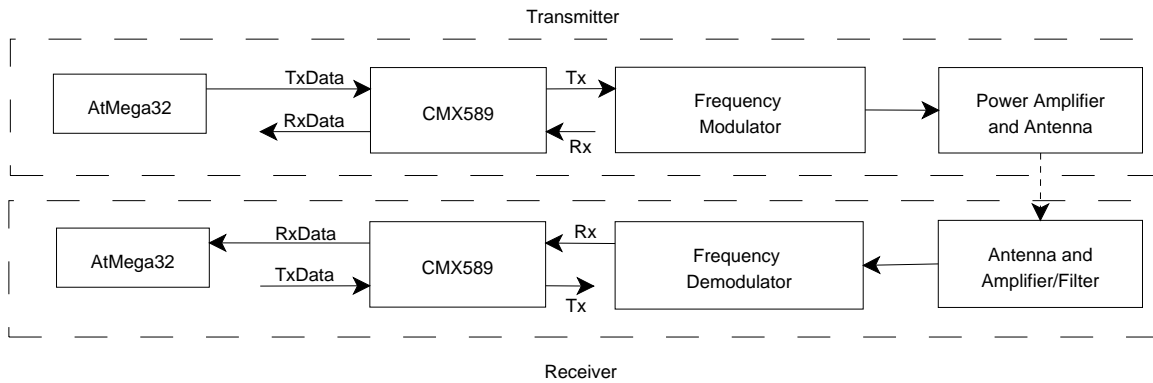 Transmitter
AtMega32
TxData
RxData
CMX589
Tx
Rx
Frequency
Modulator
Power Amplifier
and Antenna
AtMega32
RxData
TxData
CMX589
Rx
Tx
Frequency
Demodulator
Antenna and
Amplifier/Filter
Receiver